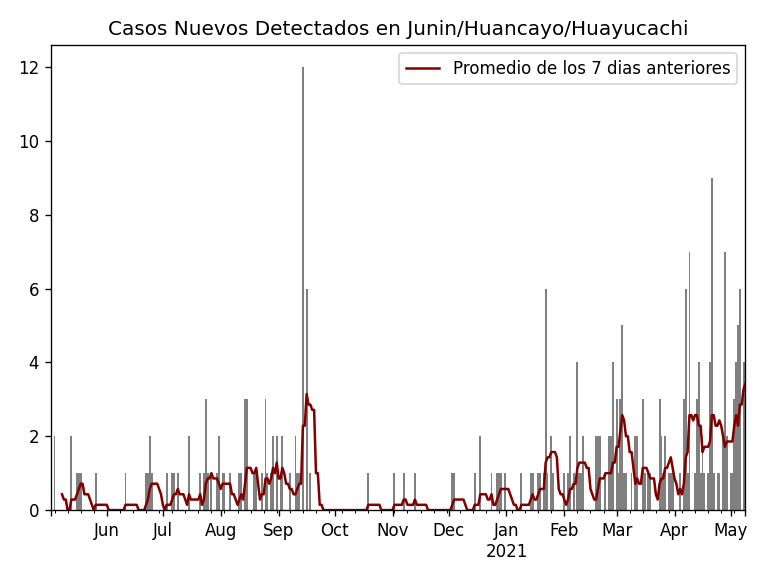 Casos Nuevos Detectados en Junin/Huancayo/Huayucachi
Promedio de los 7 dias anteriores
12
10
8
6
4
2
0
Jun Jul Aug Sep Oct Nov Dec Jan Feb Mar Apr May
2021